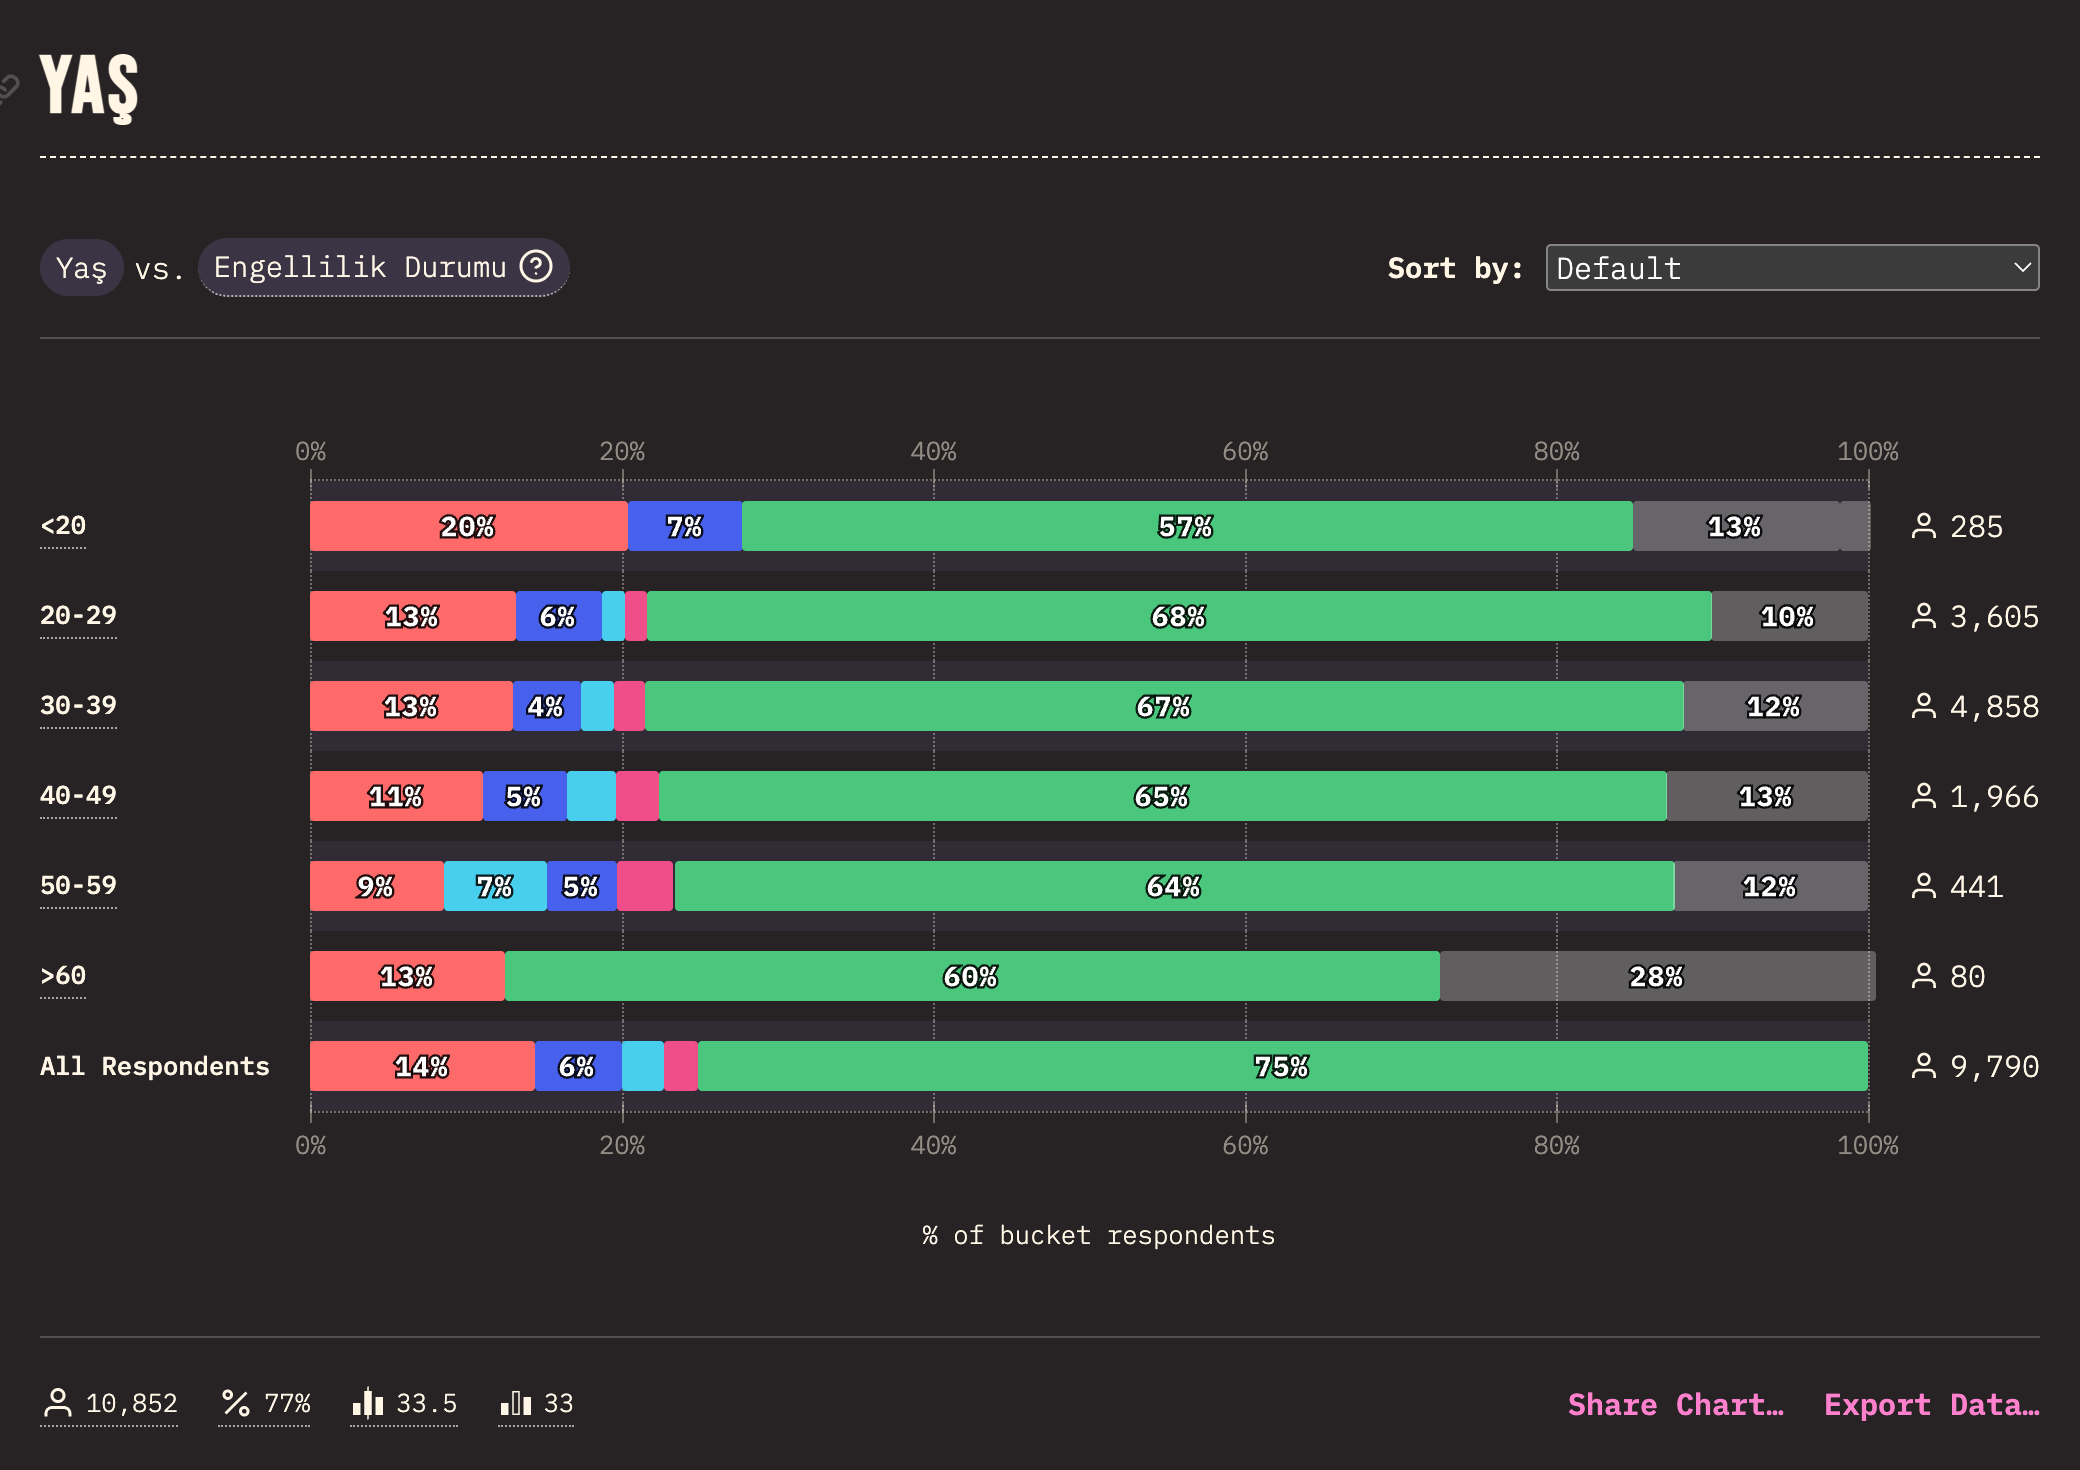 YAŞ
Yaş vs. Engellilik Durumu ?
Sort by: Default
0% 20% 40% 60% 80% 100%
<20 20% 7% 57% 13% 285
20-29 13% 6% 68% 10% 3,605
30-39 13% 4% 67% 12% 4,858
40-49 11% 5% 65% 13% 1,966
50-59 9% 7% 5% 64% 12% 441
>60 13% 60% 28% 80
All Respondents 14% 6% 75% 9,790
0% 20% 40% 60% 80% 100%
% of bucket respondents
10,852 % 77% 33.5 33
Share Chart… Export Data…